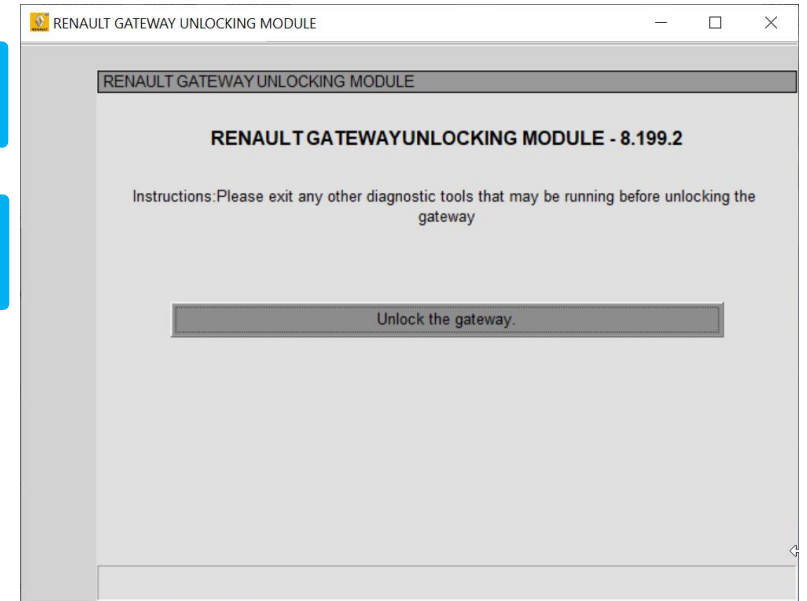 RENAULT GATEWAY UNLOCKING MODULE
RENAULT GATEWAY UNLOCKING MODULE
RENAULT GATEWAYUNLOCKING MODULE - 8.199.2
Instructions:Please exit any other diagnostic tools that may be running before unlocking the
gateway
Unlock the gateway.